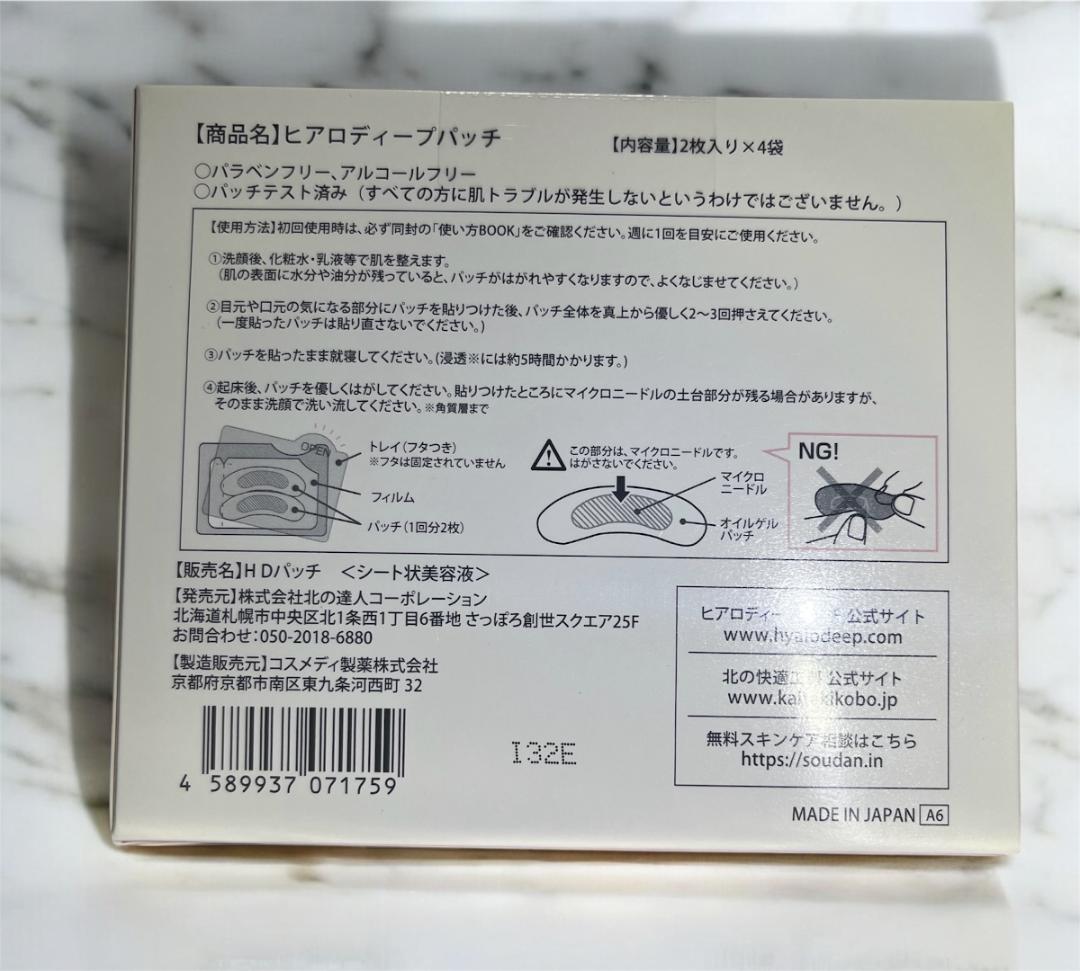 【商品名】ヒアロディープパッチ
【内容量】2枚入り×4袋
○パラベンフリー、アルコールフリー
○パッチテスト済み（すべての方に肌トラブルが発生しないというわけではございません。）
【使用方法】初回使用時は、必ず同封の「使い方BOOK」をご確認ください。週に1回を目安にご使用ください。
①洗顔後、化粧水・乳液等で肌を整えます。
（肌の表面に水分や油分が残っていると、パッチがはがれやすくなりますので、よくなじませてください。）
②目元や口元の気になる部分にパッチを貼りつけた後、パッチ全体を真上から優しく2～3回押さえてください。
（一度貼ったパッチは貼り直さないでください。）
③パッチを貼ったまま就寝してください。（浸透※には約5時間かかります。）
④起床後、パッチを優しくはがしてください。貼りつけたところにマイクロニードルの土台部分が残る場合がありますが、
そのまま洗顔で洗い流してください。※角質層まで
OPEN
トレイ（フタつき）
※フタは固定されていません
フィルム
パッチ（1回分2枚）
この部分は、マイクロニードルです。
はがさないでください。
マイクロ
ニードル
オイルゲル
パッチ
NG!
【販売名】H Dパッチ ＜シート状美容液＞
【発売元】株式会社北の達人コーポレーション
北海道札幌市中央区北1条西1丁目6番地 さっぽろ創世スクエア25F
お問合わせ：050-2018-6880
【製造販売元】コスメディ製薬株式会社
京都府京都市南区東九条河西町 32
4 589937 071759
I32E
ヒアロディー 公式サイト
www.hyalodeep.com
北の快適 公式サイト
www.kaitekikobo.jp
無料スキンケア相談はこちら
https://soudan.in
MADE IN JAPAN A6